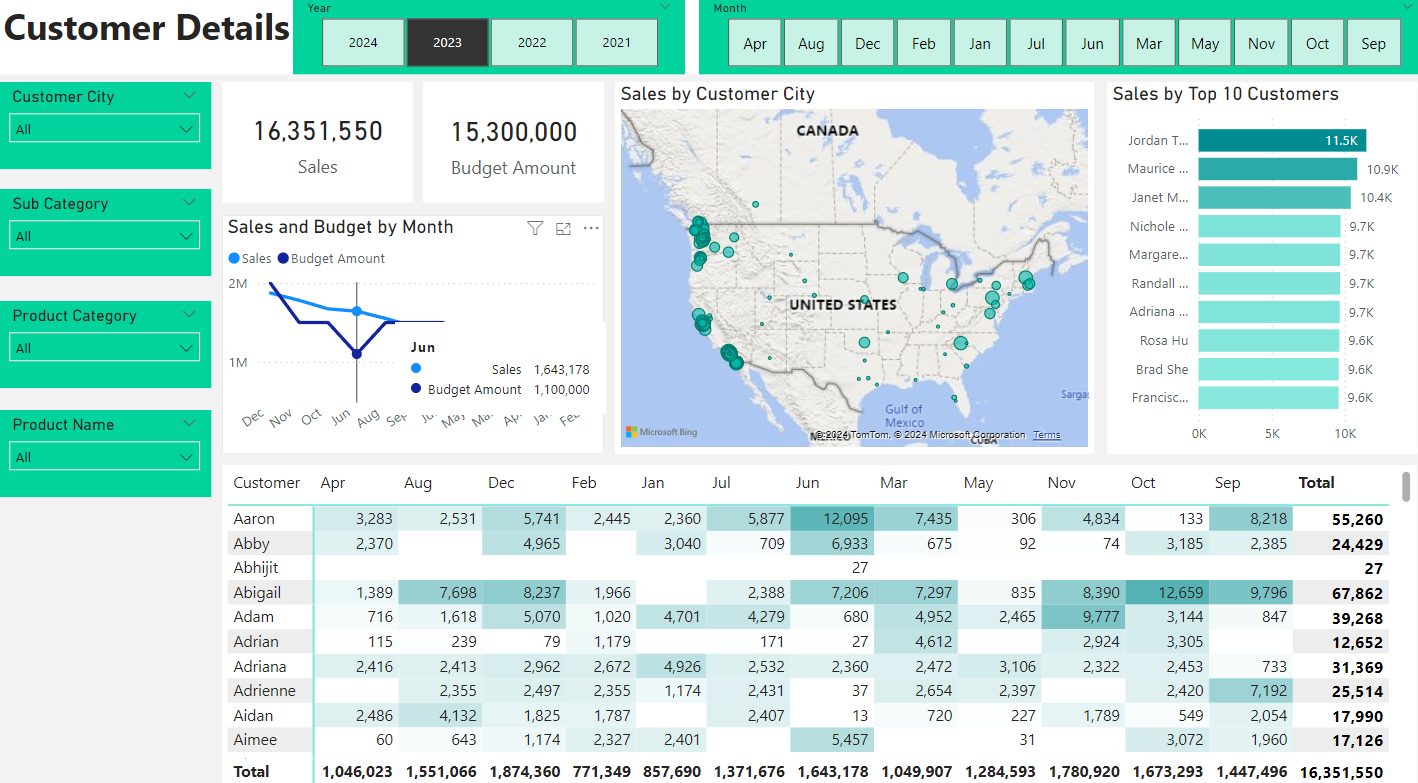 Customer Details
Year
2024 2023 2022 2021
Month
Apr Aug Dec Feb Jan Jul Jun Mar May Nov Oct Sep
Customer City
All
Sub Category
All
Product Category
All
Product Name
All
16,351,550
Sales
15,300,000
Budget Amount
Sales and Budget by Month
Sales Budget Amount
2M
1M
Jun
Sales 1,643,178
Budget Amount 1,100,000
Dec Nov Oct Jun Aug Sep Ju Mar Ap Jan Feb
Sales by Customer City
CANADA
UNITED STATES
Gulf of
Mexico
Sargas
MEXICO
CUBA
Microsoft Bing
© 2024 TomTom, © 2024 Microsoft Corporation Terms
Sales by Top 10 Customers
Jordan T... 11.5K
Maurice ... 10.9K
Janet M... 10.4K
Nichole ... 9.7K
Margare... 9.7K
Randall ... 9.7K
Adriana ... 9.7K
Rosa Hu 9.6K
Brad She 9.6K
Francisc... 9.6K
0K 5K 10K
Customer Apr Aug Dec Feb Jan Jul Jun Mar May Nov Oct Sep Total
Aaron 3,283 2,531 5,741 2,445 2,360 5,877 12,095 7,435 306 4,834 133 8,218 55,260
Abby 2,370 4,965 3,040 709 6,933 675 92 74 3,185 2,385 24,429
Abhijit 27 27
Abigail 1,389 7,698 8,237 1,966 2,388 7,206 7,297 835 8,390 12,659 9,796 67,862
Adam 716 1,618 5,070 1,020 4,701 4,279 680 4,952 2,465 9,777 3,144 847 39,268
Adrian 115 239 79 1,179 171 27 4,612 2,924 3,305 12,652
Adriana 2,416 2,413 2,962 2,672 4,926 2,532 2,360 2,472 3,106 2,322 2,453 733 31,369
Adrienne 2,355 2,497 2,355 1,174 2,431 37 2,654 2,397 2,420 7,192 25,514
Aidan 2,486 4,132 1,825 1,787 2,407 13 720 227 1,789 549 2,054 17,990
Aimee 60 643 1,174 2,327 2,401 5,457 31 3,072 1,960 17,126
Total 1,046,023 1,551,066 1,874,360 771,349 857,690 1,371,676 1,643,178 1,049,907 1,284,593 1,780,920 1,673,293 1,447,496 16,351,550